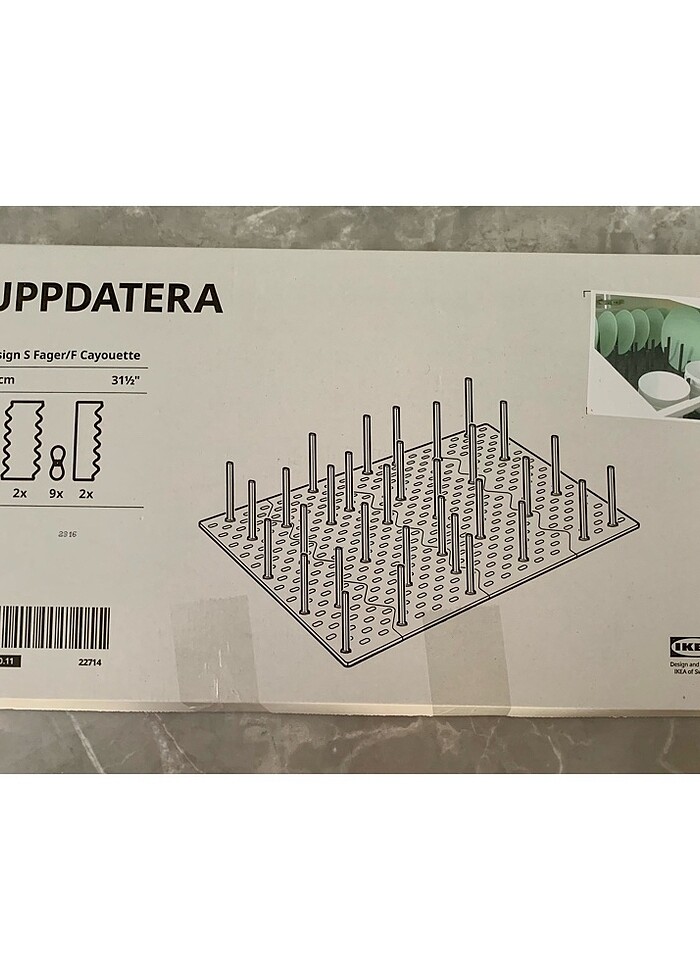 UPPDATERA
sign S Fager/F Cayouette
cm 31½"
2x 9x 2x
2316
0.11 22714
IKE
Design and
IKEA of Sw